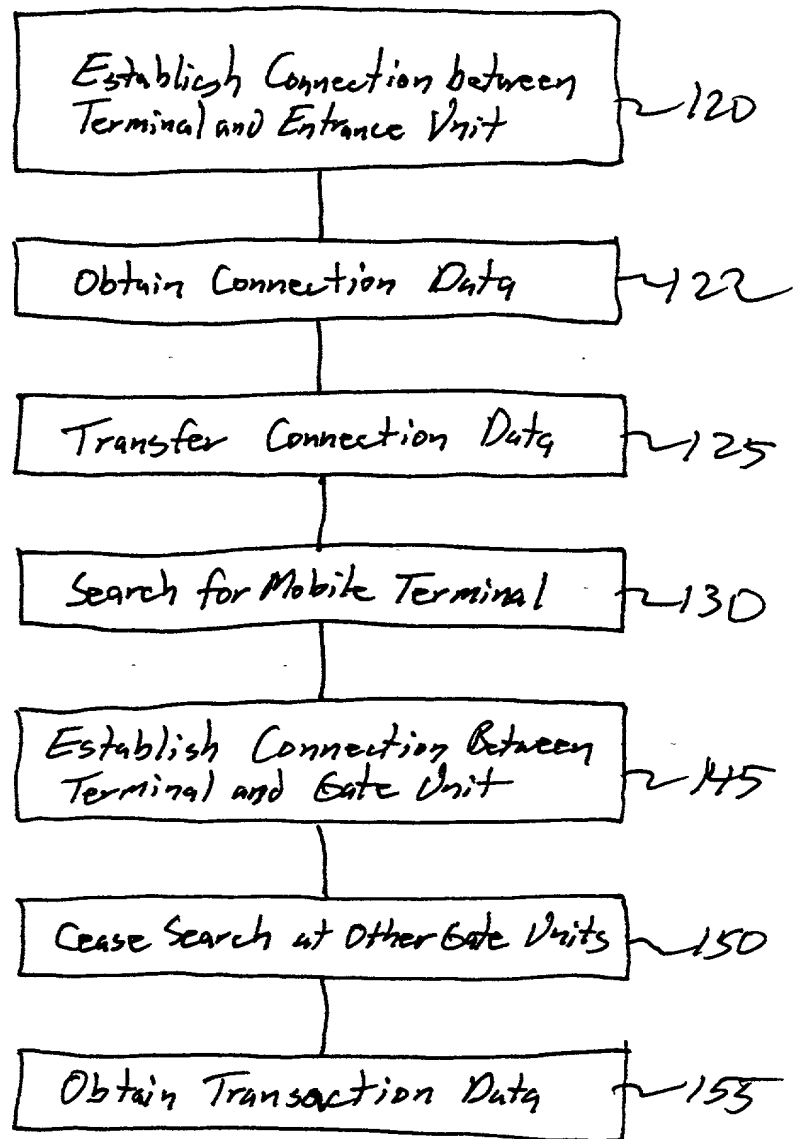 Establish Connection between
Terminal and Entrance Unit
120
Obtain Connection Data
122
Transfer Connection Data
125
Search for Mobile Terminal
130
Establish Connection Between
Terminal and Gate Unit
145
Cease Search at Other Gate Units
150
Obtain Transaction Data
155